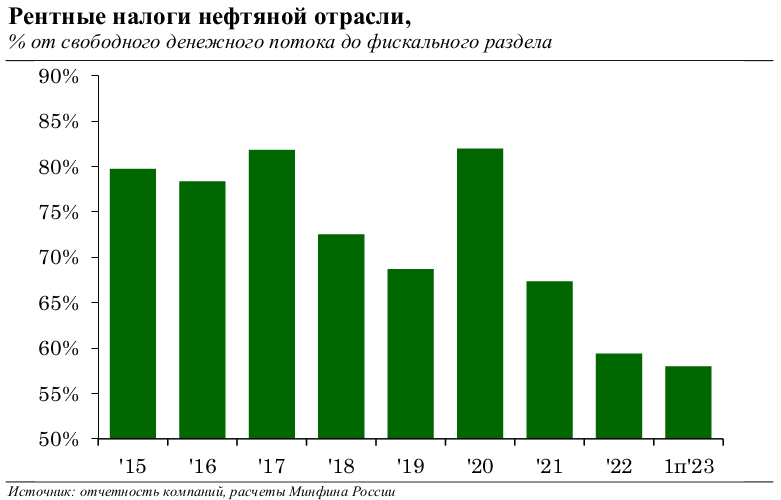 Рентные налоги нефтяной отрасли,
% от свободного денежного потока до фискального раздела
90%
85%
80%
75%
70%
65%
60%
55%
50%
'15 '16 '17 '18 '19 '20 '21 '22 1п'23
Источник: отчетность компаний, расчеты Минфина России